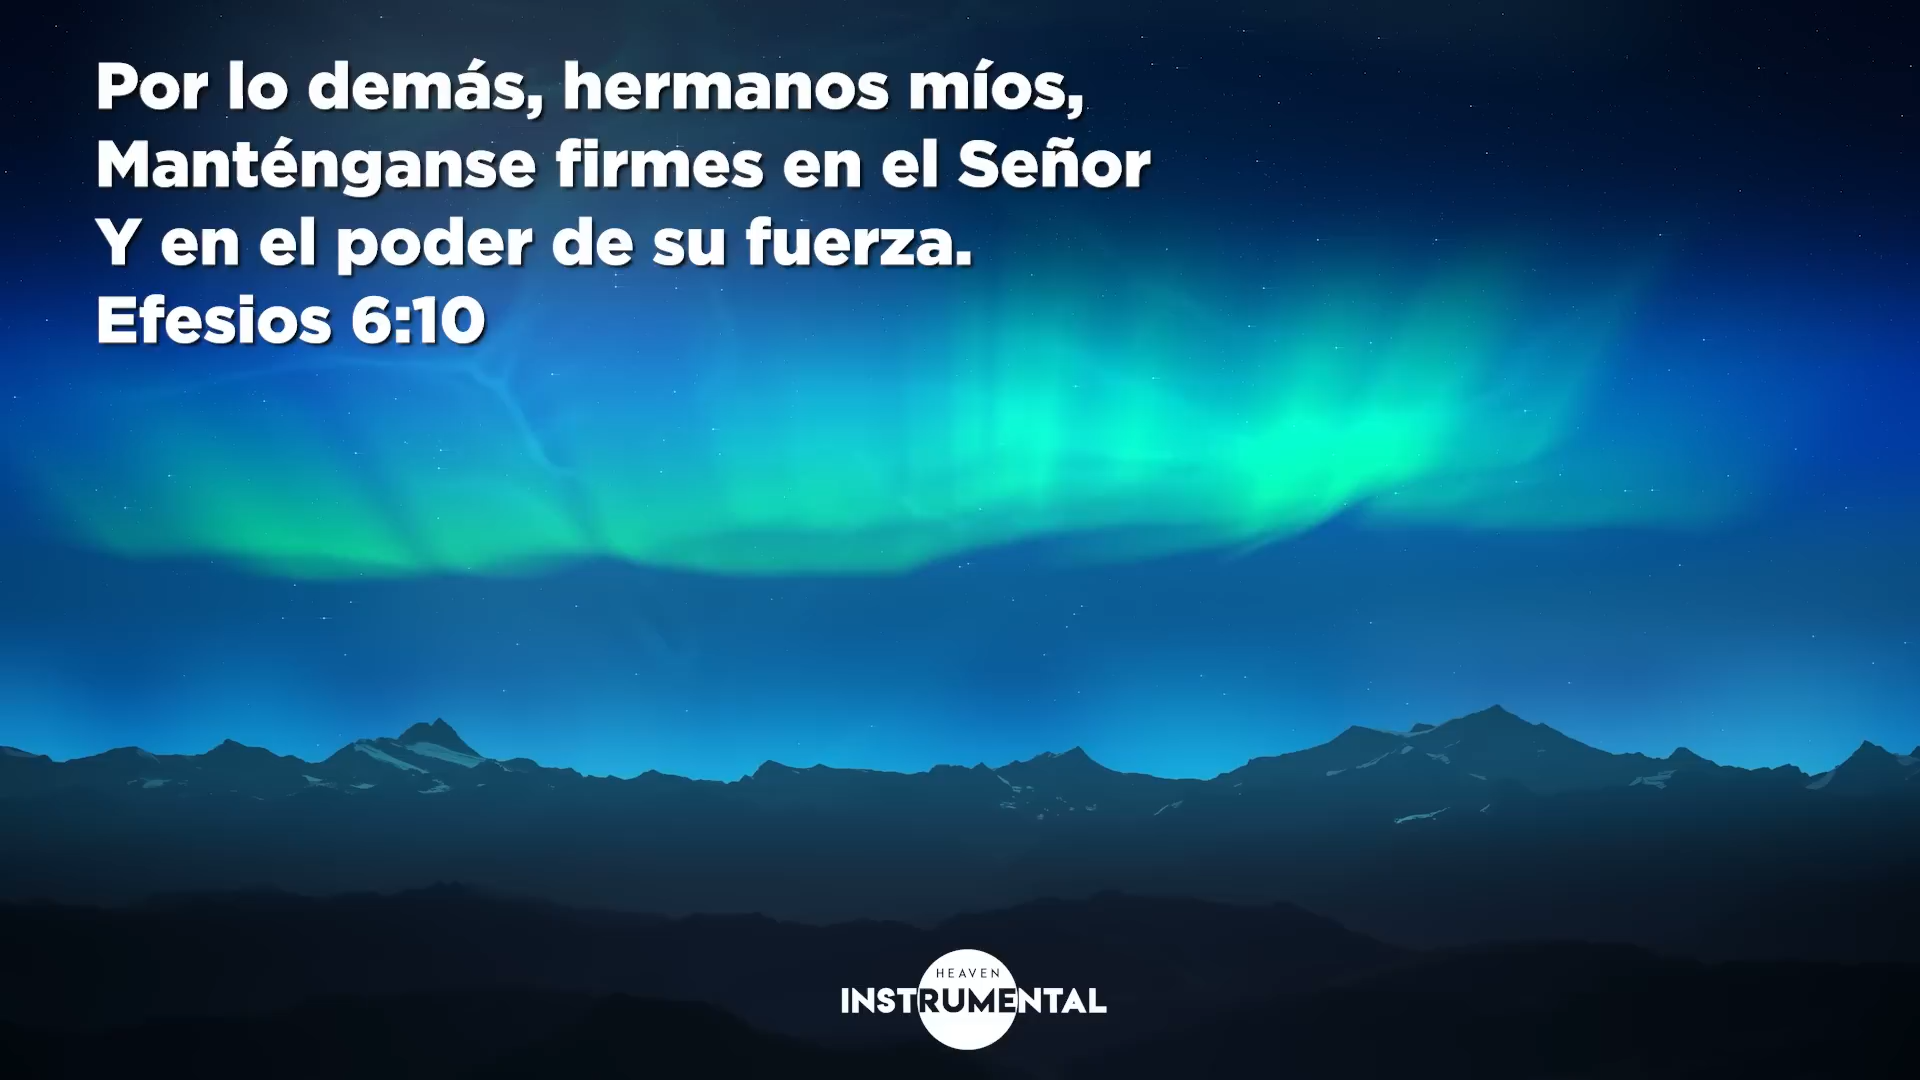 Por lo demás, hermanos míos,
Manténganse firmes en el Señor
Y en el poder de su fuerza.
Efesios 6:10
HEAVEN
INSTRUMENTAL